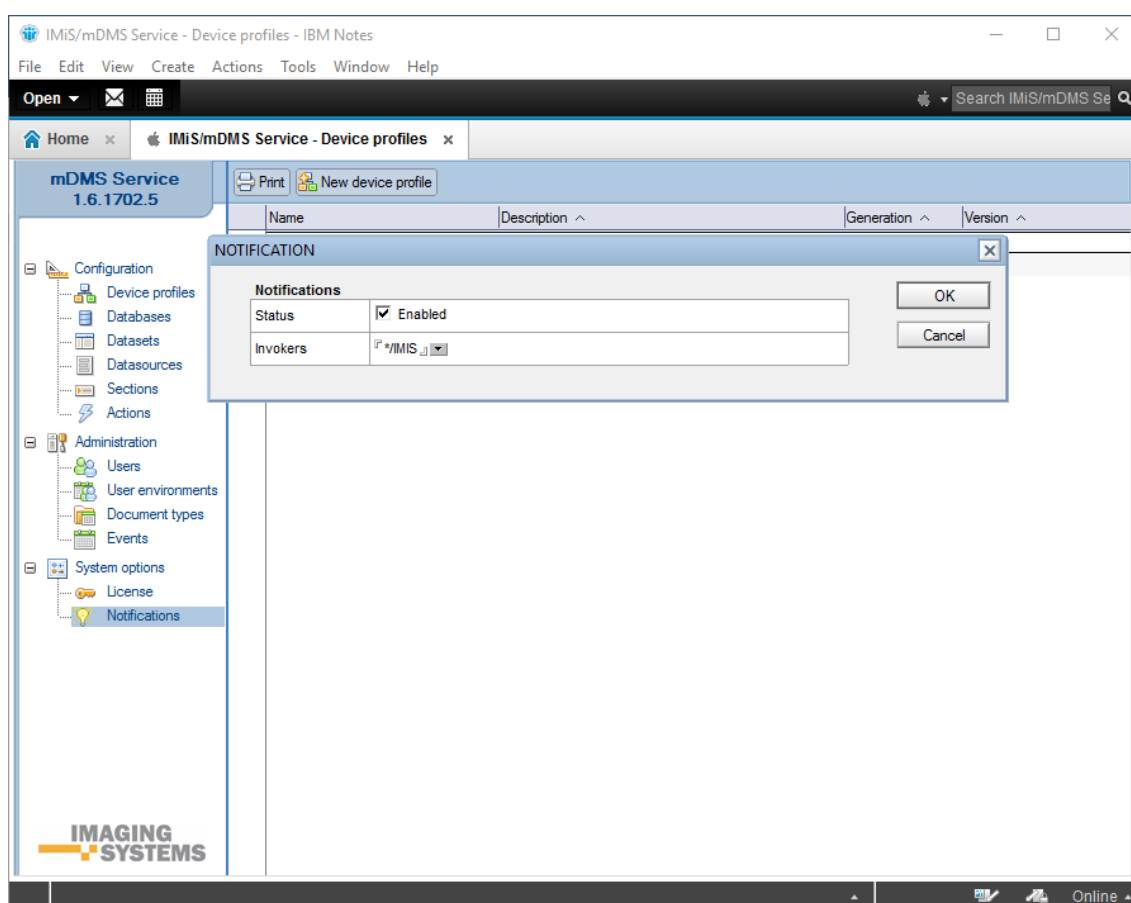 IMiS/mDMS Service - Device profiles - IBM Notes
File Edit View Create Actions Tools Window Help
Open
Search IMiS/mDMS Se
Home
IMiS/mDMS Service - Device profiles
mDMS Service
1.6.1702.5
Print New device profile
Name Description Generation Version
NOTIFICATION
Notifications
Status Enabled
Invokers */IMIS
OK
Cancel
Configuration
Device profiles
Databases
Datasets
Datasources
Sections
Actions
Administration
Users
User environments
Document types
Events
System options
License
Notifications
IMAGING
SYSTEMS
Online